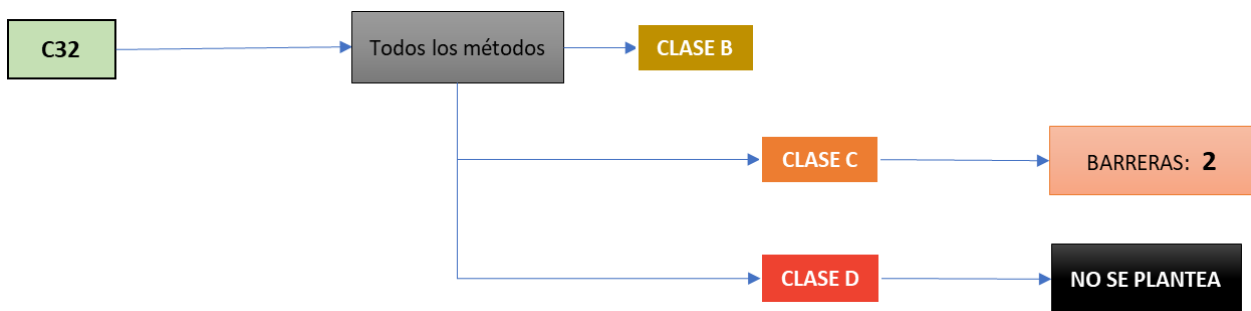 C32
Todos los métodos
CLASE B
CLASE C
BARRERAS: 2
CLASE D
NO SE PLANTEA